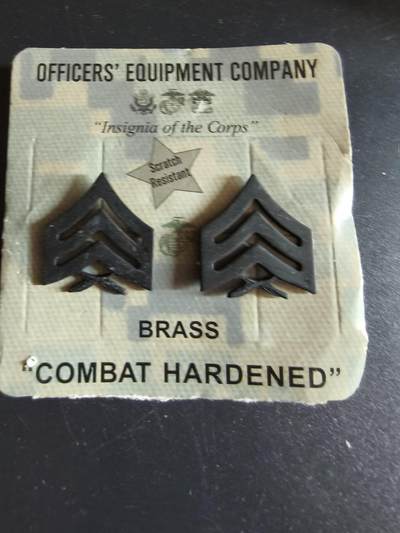 OFFICERS' EQUIPMENT COMPANY
"Insignia of the Corps"
Scratch
Resistant
BRASS
"COMBAT HARDENED"